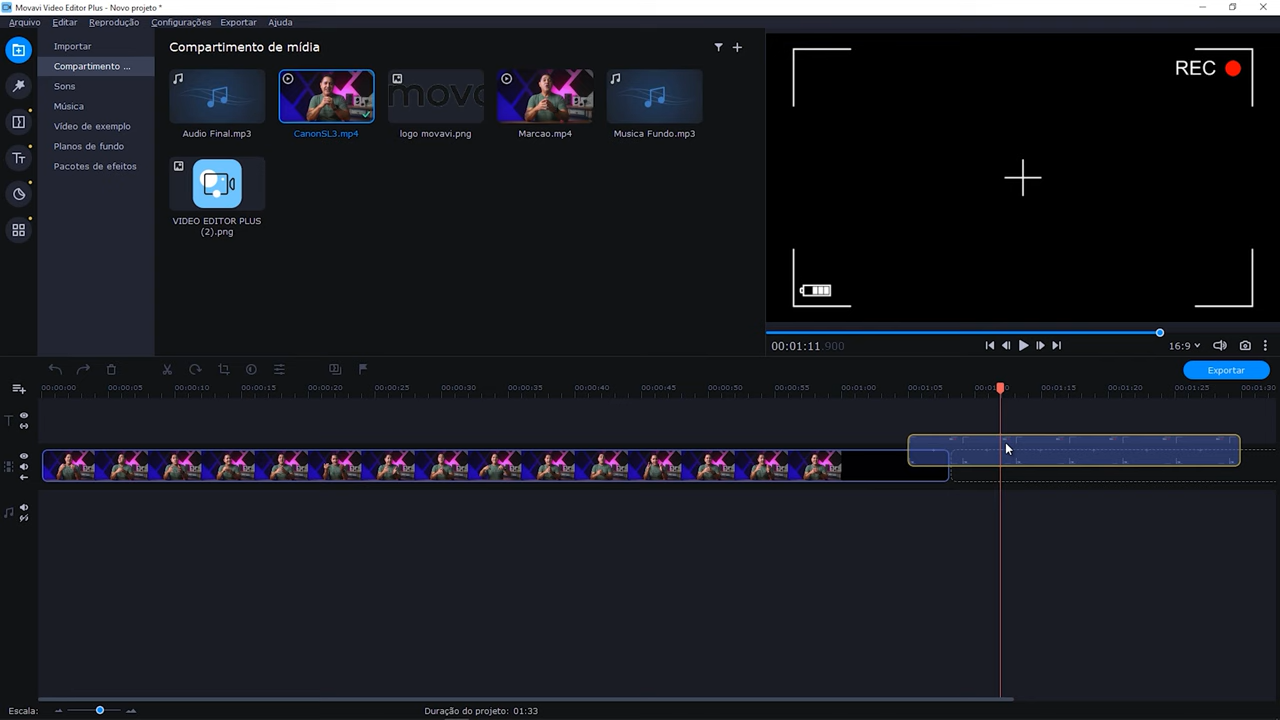 Movavi Video Editor Plus - Novo projeto *
Arquivo Editar Reprodução Configurações Exportar Ajuda
Importar
Compartimento ...
Sons
Música
Vídeo de exemplo
Planos de fundo
Pacotes de efeitos
Compartimento de mídia
Audio Final.mp3
CanonSL3.mp4
movo
logo movavi.png
Marcao.mp4
Musica Fundo.mp3
VIDEO EDITOR PLUS
(2).png
REC
00:01:11.900
16:9
Exportar
00:00:00 00:00:05 00:00:10 00:00:15 00:00:20 00:00:25 00:00:30 00:00:35 00:00:40 00:00:45 00:00:50 00:00:55 00:01:00 00:01:05 00:01:15 00:01:20 00:01:25 00:01:30
Escala:
Duração do projeto: 01:33